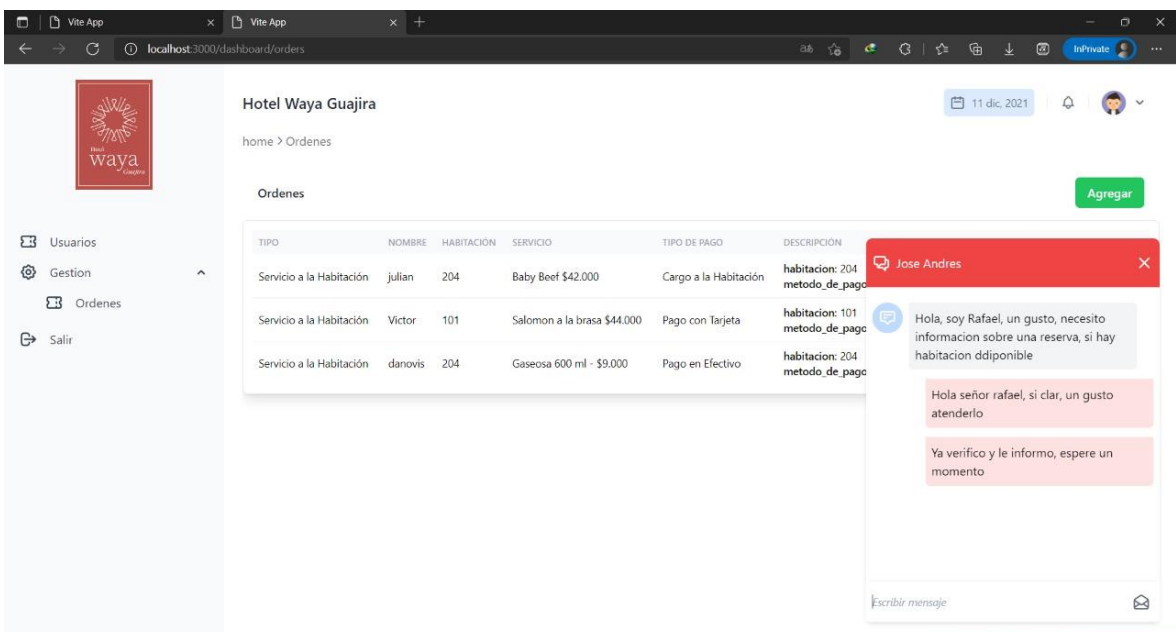 Vite App
Vite App
localhost:3000/dashboard/orders
InPrivate
Hotel
waya
Guajira
Hotel Waya Guajira
11 dic, 2021
home > Ordenes
Ordenes
Agregar
Usuarios
Gestion
Ordenes
Salir
TIPO NOMBRE HABITACIÓN SERVICIO TIPO DE PAGO DESCRIPCIÓN
Servicio a la Habitación julian 204 Baby Beef $42.000 Cargo a la Habitación habitacion: 204
metodo_de_pago
Servicio a la Habitación Victor 101 Salomon a la brasa $44.000 Pago con Tarjeta habitacion: 101
metodo_de_pago
Servicio a la Habitación danovis 204 Gaseosa 600 ml - $9.000 Pago en Efectivo habitacion: 204
metodo_de_pago
Jose Andres
Hola, soy Rafael, un gusto, necesito
informacion sobre una reserva, si hay
habitacion ddiponible
Hola señor rafael, si clar, un gusto
atenderlo
Ya verifico y le informo, espere un
momento
Escribir mensaje